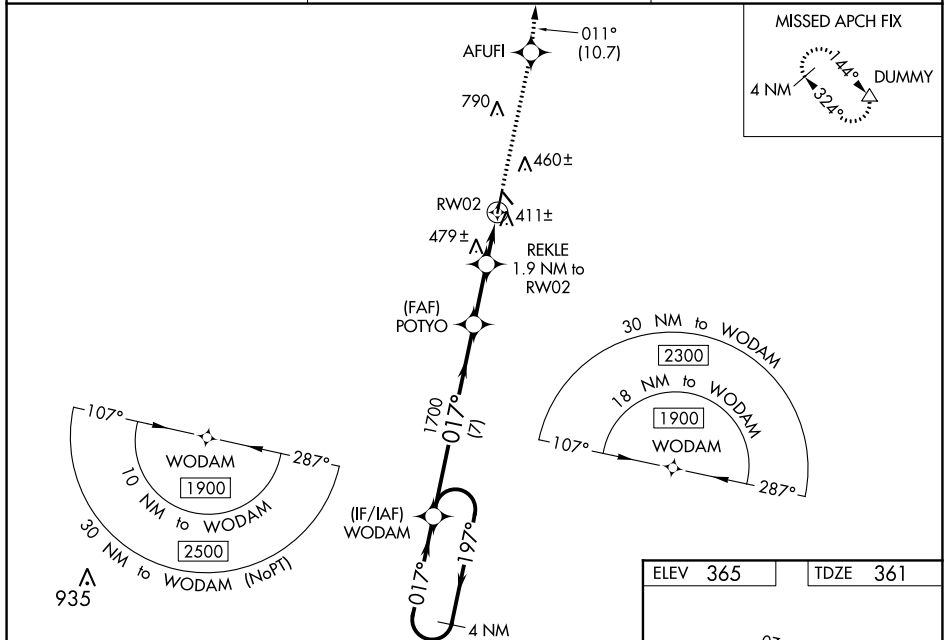 MISSED APCH FIX
4 NM
144°
324°
DUMMY
011°
(10.7)
AFUFI
790
460±
RW02
411±
479±
REKLE
1.9 NM to
RW02
(FAF)
POTYO
1700
017°
(7)
30 NM to WODAM
2300
18 NM to WODAM
1900
WODAM
107°
287°
107°
287°
WODAM
1900
10 NM to WODAM
2500
30 NM to WODAM (NoPT)
935
(IF/IAF)
WODAM
017°
197°
4 NM
ELEV 365
TDZE 361